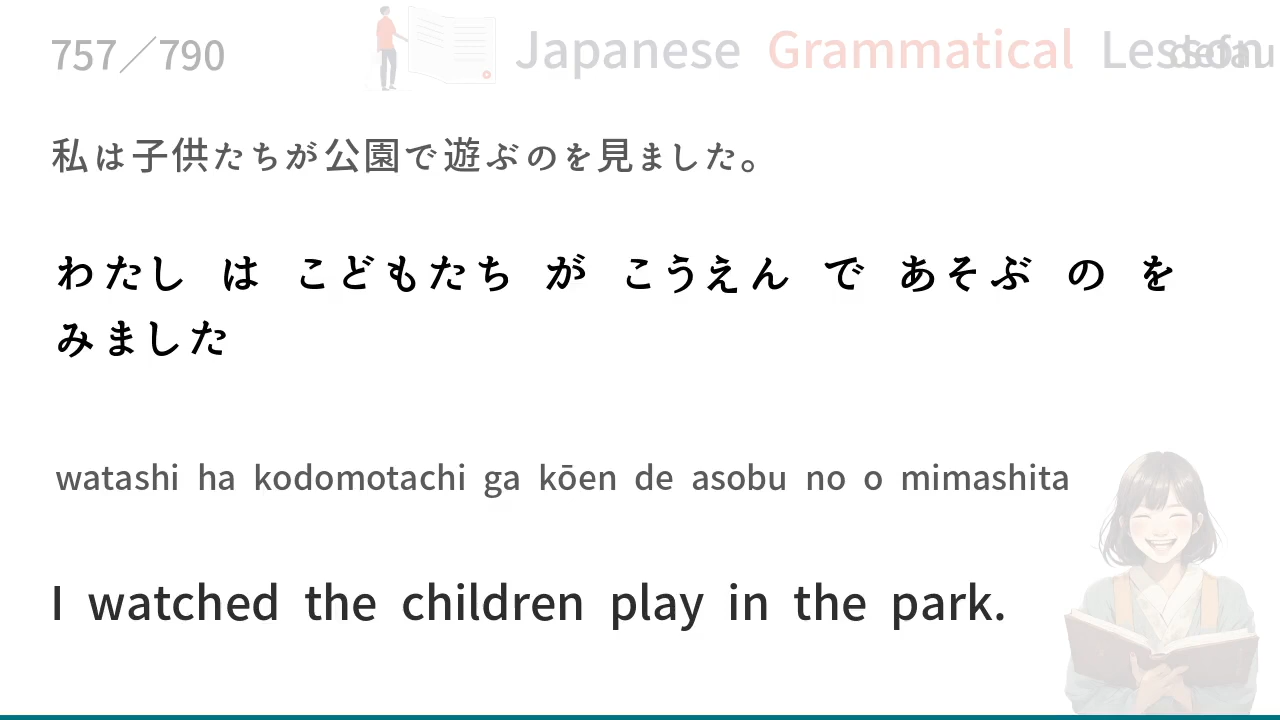 757／790
Japanese Grammatical Lesson
私は子供たちが公園で遊ぶのを見ました。
わたし は こどもたち が こうえん で あそぶ の を
みました
watashi ha kodomotachi ga kōen de asobu no o mimashita
I watched the children play in the park.